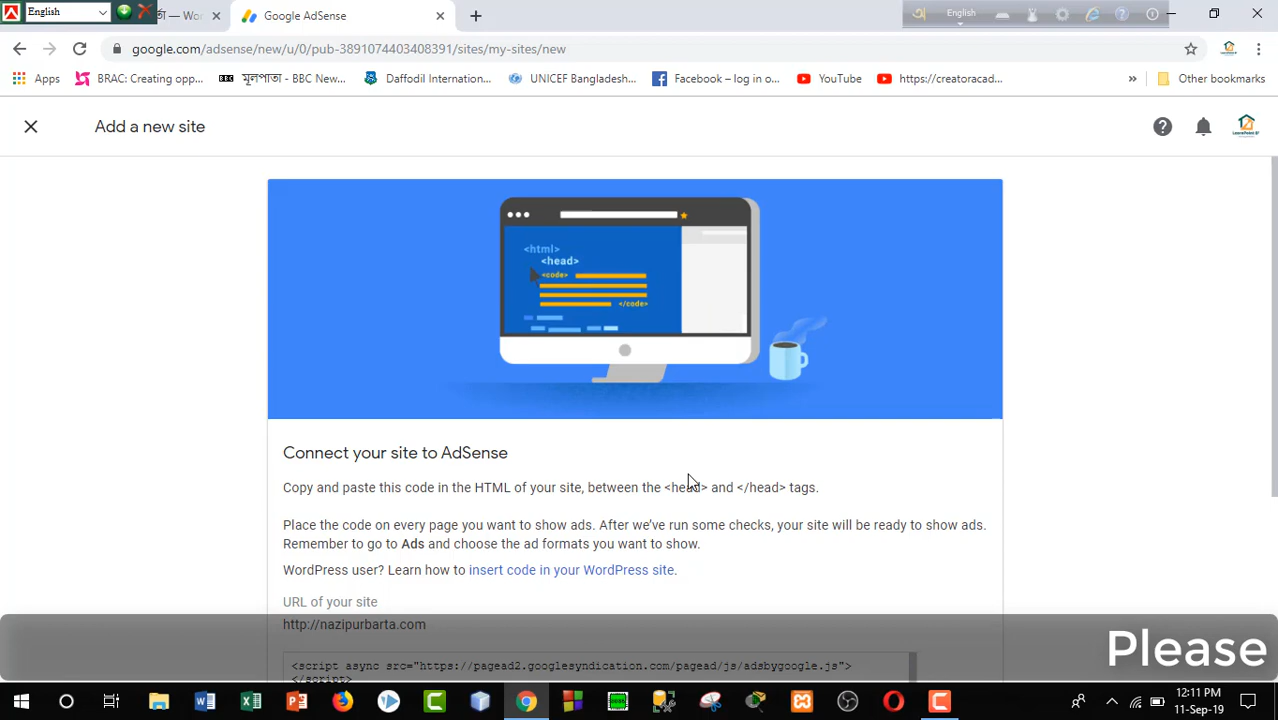 English
র্তা — Wor
Google AdSense
English
google.com/adsense/new/u/0/pub-3891074403408391/sites/my-sites/new
Apps
BRAC: Creating opp...
BBC
মূলপাতা - BBC New...
Daffodil Internation...
UNICEF Bangladesh...
Facebook – log in o...
YouTube
https://creatoracad...
»
Other bookmarks
Add a new site
<html>
<head>
<code>
</code>
Connect your site to AdSense
Copy and paste this code in the HTML of your site, between the <head> and </head> tags.
Place the code on every page you want to show ads. After we've run some checks, your site will be ready to show ads.
Remember to go to Ads and choose the ad formats you want to show.
WordPress user? Learn how to insert code in your WordPress site.
URL of your site
http://nazipurbarta.com
Please
<script async src="https://pagead2.googlesyndication.com/pagead/js/adsbygoogle.js">
</script>
12:11 PM
11-Sep-19